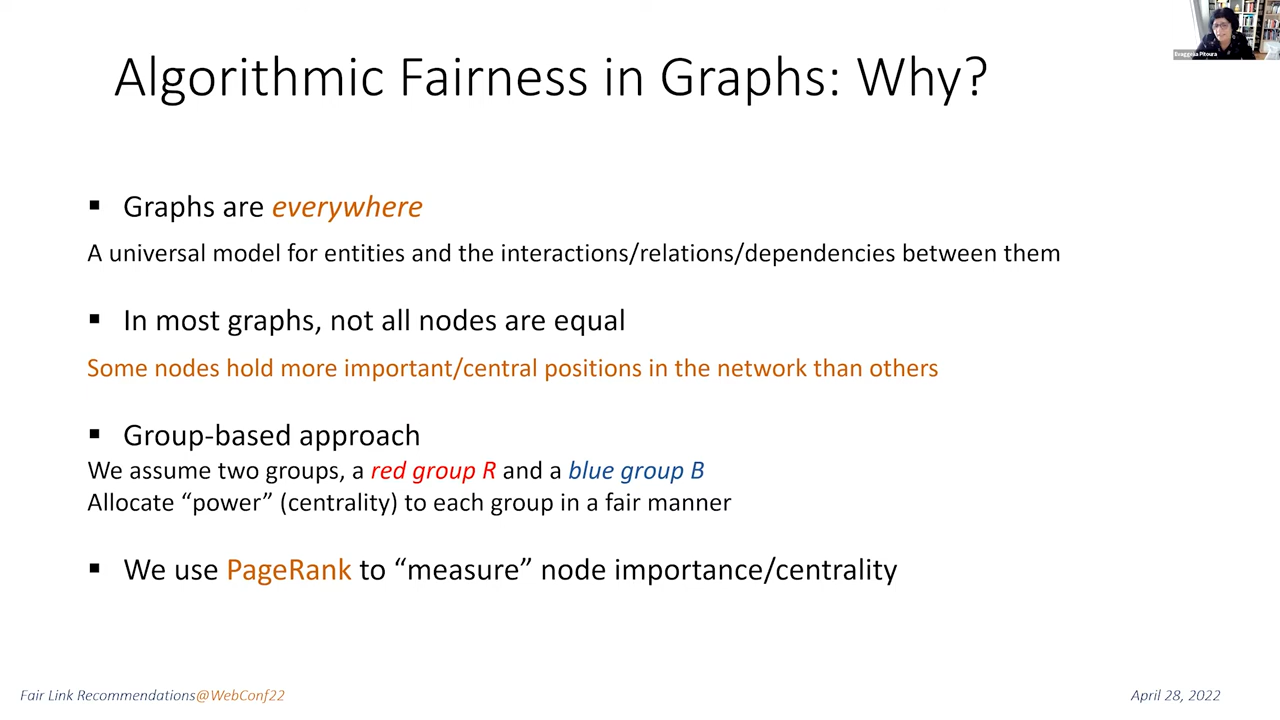 Evaggelia Pitoura
Algorithmic Fairness in Graphs: Why?
▪ Graphs are everywhere
A universal model for entities and the interactions/relations/dependencies between them
▪ In most graphs, not all nodes are equal
Some nodes hold more important/central positions in the network than others
▪ Group-based approach
We assume two groups, a red group R and a blue group B
Allocate “power” (centrality) to each group in a fair manner
▪ We use PageRank to “measure” node importance/centrality
Fair Link Recommendations@WebConf22
April 28, 2022